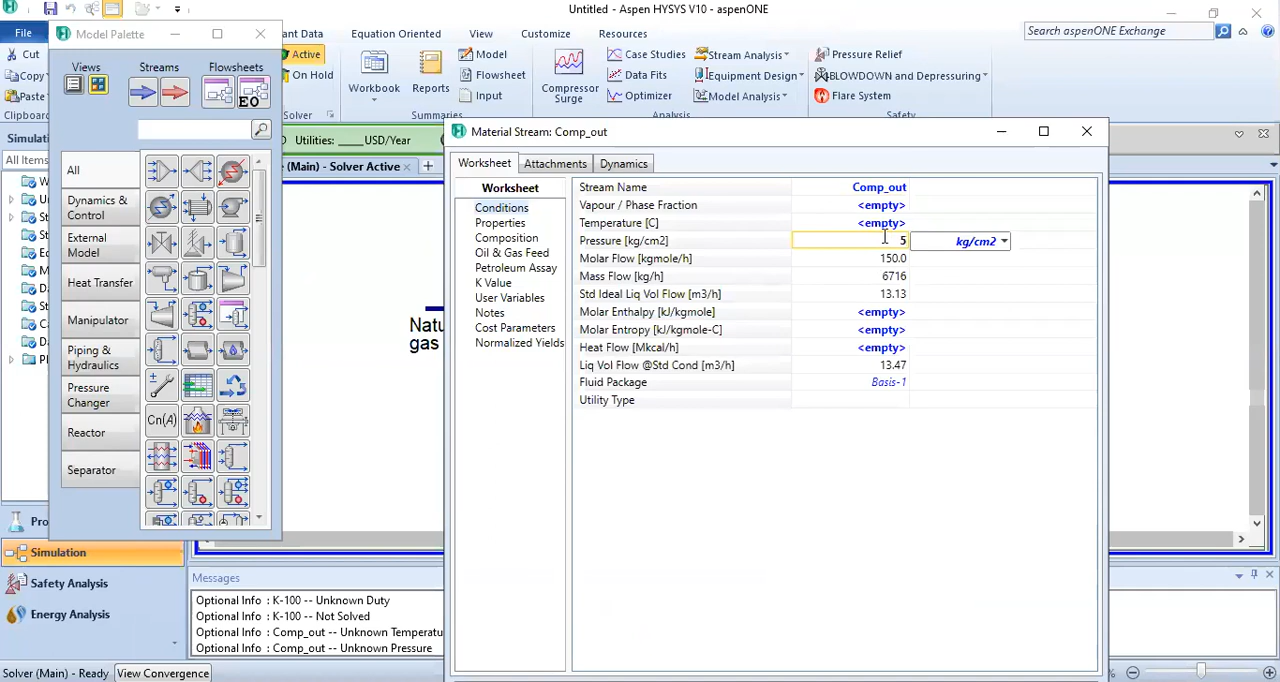 Untitled - Aspen HYSYS V10 - aspenONE
File
Equation Oriented
View
Customize
Resources
Search aspenONE Exchange
Cut
Copy
Paste
Clipboard
Active
On Hold
Solver
Workbook
Reports
Model
Flowsheet
Input
Summaries
Compressor
Surge
Case Studies
Data Fits
Optimizer
Stream Analysis
Equipment Design
Model Analysis
Analysis
Pressure Relief
BLOWDOWN and Depressuring
Flare System
Safety
Utilities: ____USD/Year
(Main) - Solver Active
All Items
Model Palette
Views
Streams
Flowsheets
EO
All
Dynamics &
Control
External
Model
Heat Transfer
Manipulator
Piping &
Hydraulics
Pressure
Changer
Reactor
Separator
Cn(A)
gas
Simulation
Safety Analysis
Energy Analysis
Messages
Optional Info : K-100 -- Unknown Duty
Optional Info : K-100 -- Not Solved
Optional Info : Comp_out -- Unknown Temperatu
Optional Info : Comp_out -- Unknown Pressure
Solver (Main) - Ready
View Convergence
Material Stream: Comp_out
Worksheet
Attachments
Dynamics
Worksheet
Conditions
Properties
Composition
Oil & Gas Feed
Petroleum Assay
K Value
User Variables
Notes
Cost Parameters
Normalized Yields
Stream Name Comp_out
Vapour / Phase Fraction <empty>
Temperature [C] <empty>
Pressure [kg/cm2] 5 kg/cm2
Molar Flow [kgmole/h] 150.0
Mass Flow [kg/h] 6716
Std Ideal Liq Vol Flow [m3/h] 13.13
Molar Enthalpy [kJ/kgmole] <empty>
Molar Entropy [kJ/kgmole-C] <empty>
Heat Flow [Mkcal/h] <empty>
Liq Vol Flow @Std Cond [m3/h] 13.47
Fluid Package Basis-1
Utility Type